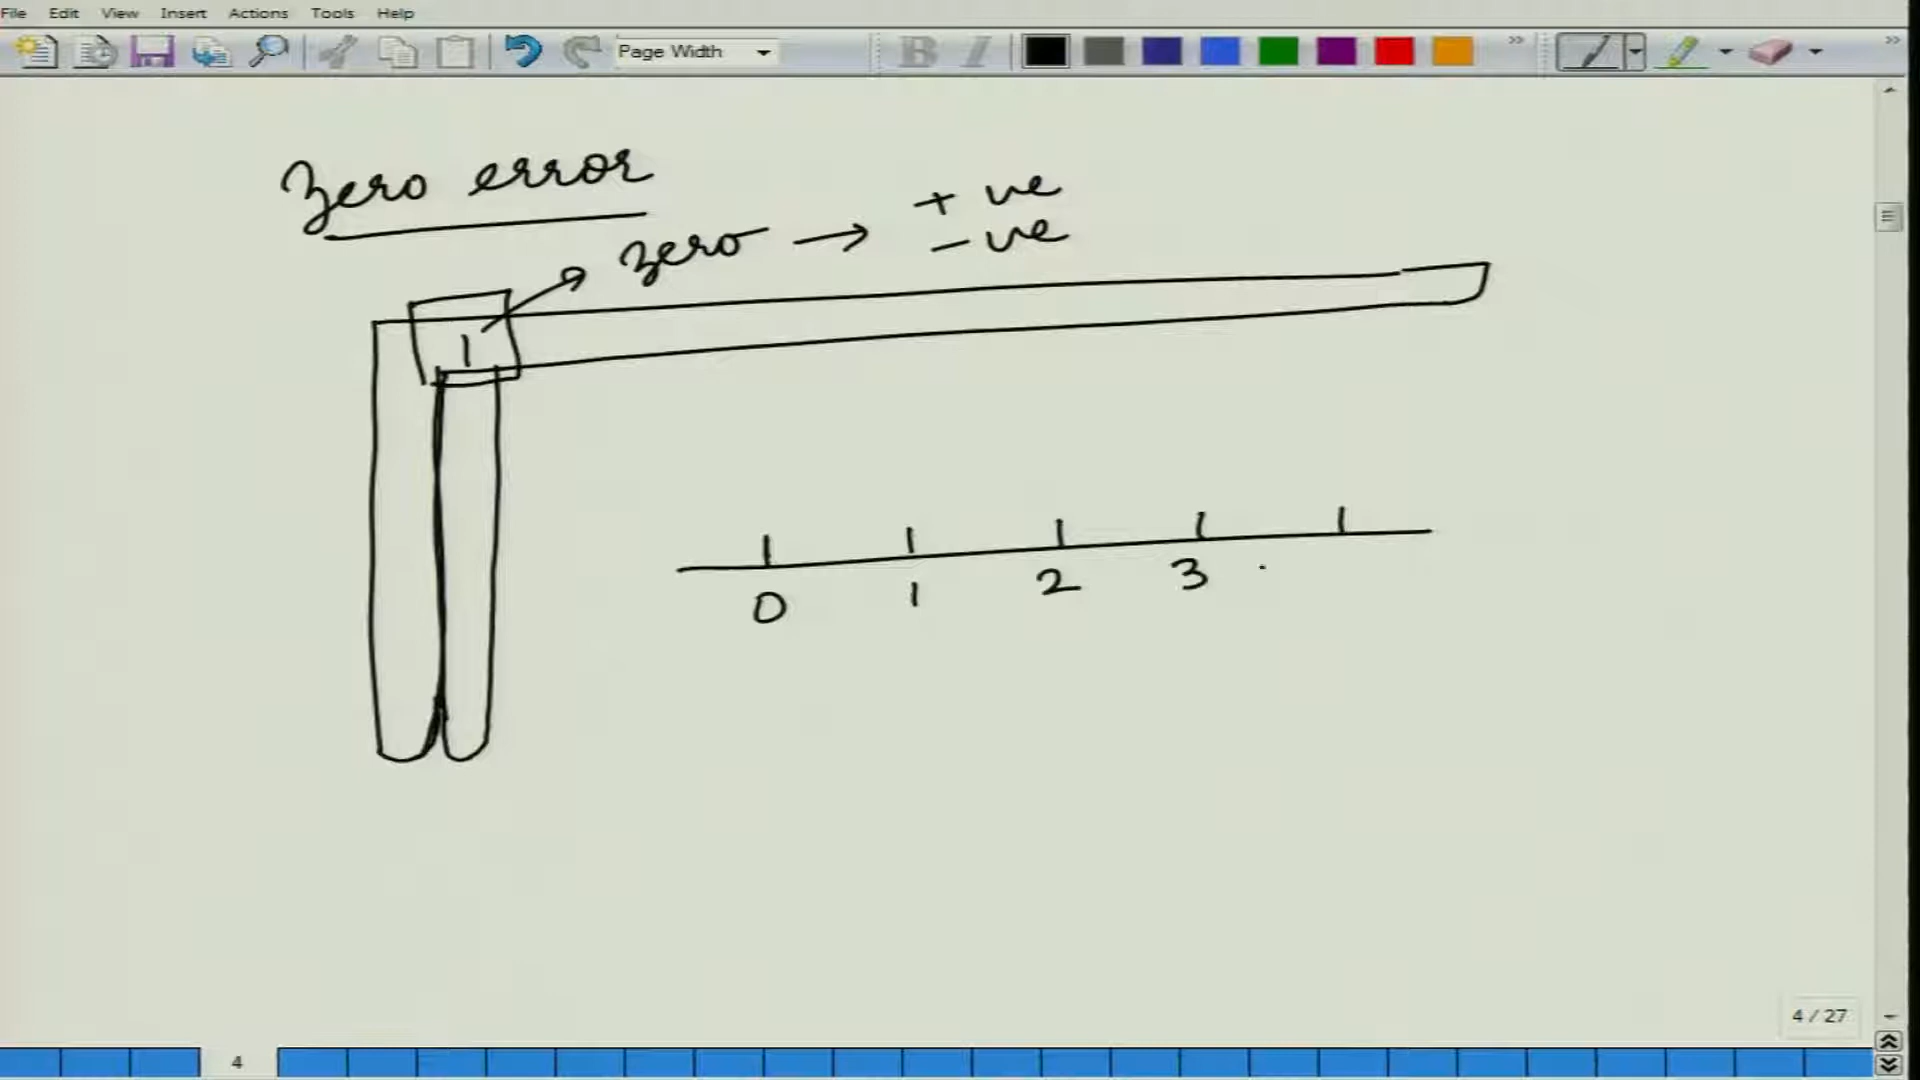 File Edit View Insert Actions Tools Help
Page Width B I
Zero error
zero → +ve
-ve
0 1 2 3
4 / 27
4